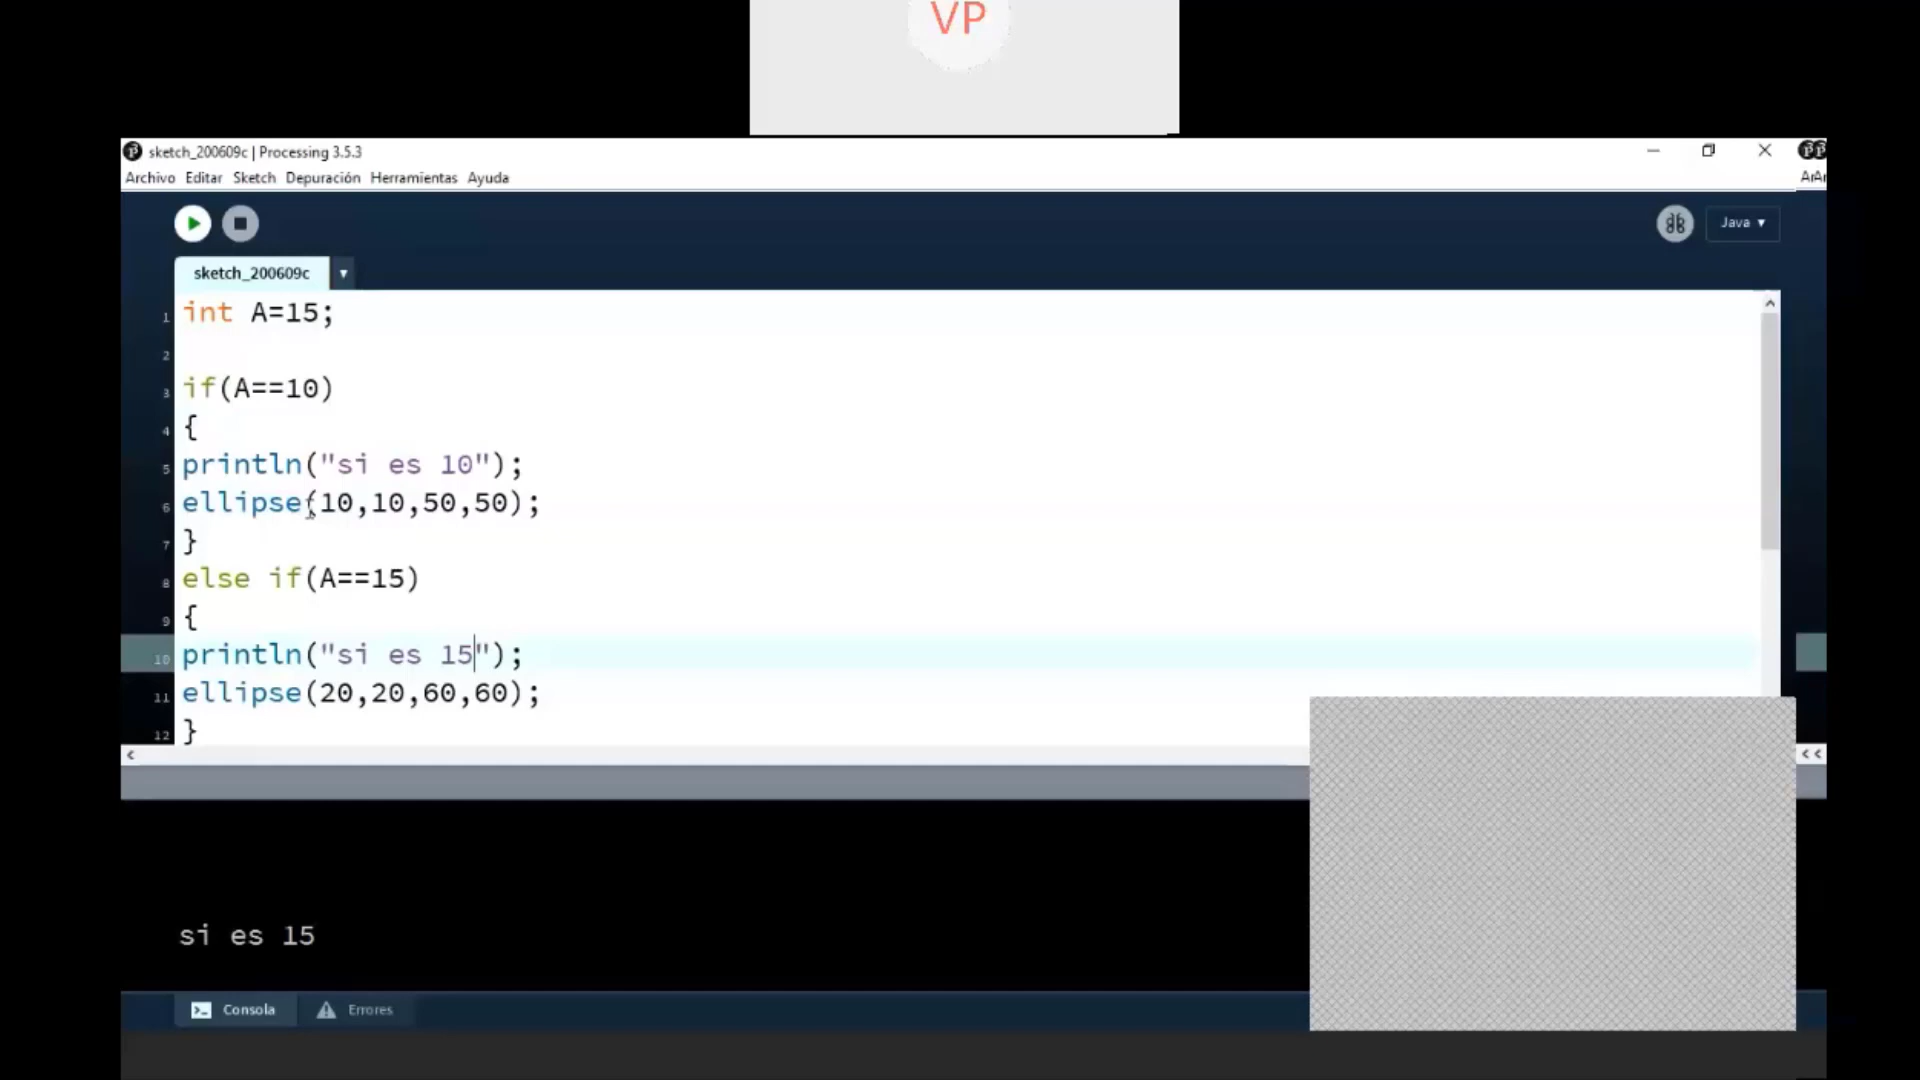 VP
sketch_200609c | Processing 3.5.3
Archivo Editar Sketch Depuración Herramientas Ayuda
Java ▾
sketch_200609c ▾
1 int A=15;
2
3 if(A==10)
4 {
5 println("si es 10");
6 ellipse(10,10,50,50);
7 }
8 else if(A==15)
9 {
10 println("si es 15");
11 ellipse(20,20,60,60);
12 }
si es 15
Consola Errores